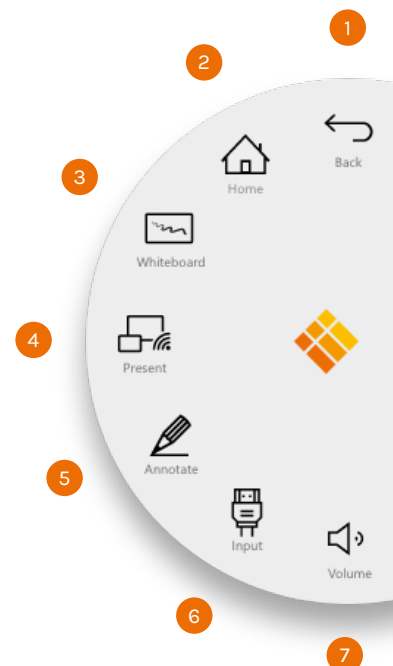 1
Back
2
Home
3
Whiteboard
4
Present
5
Annotate
6
Input
7
Volume